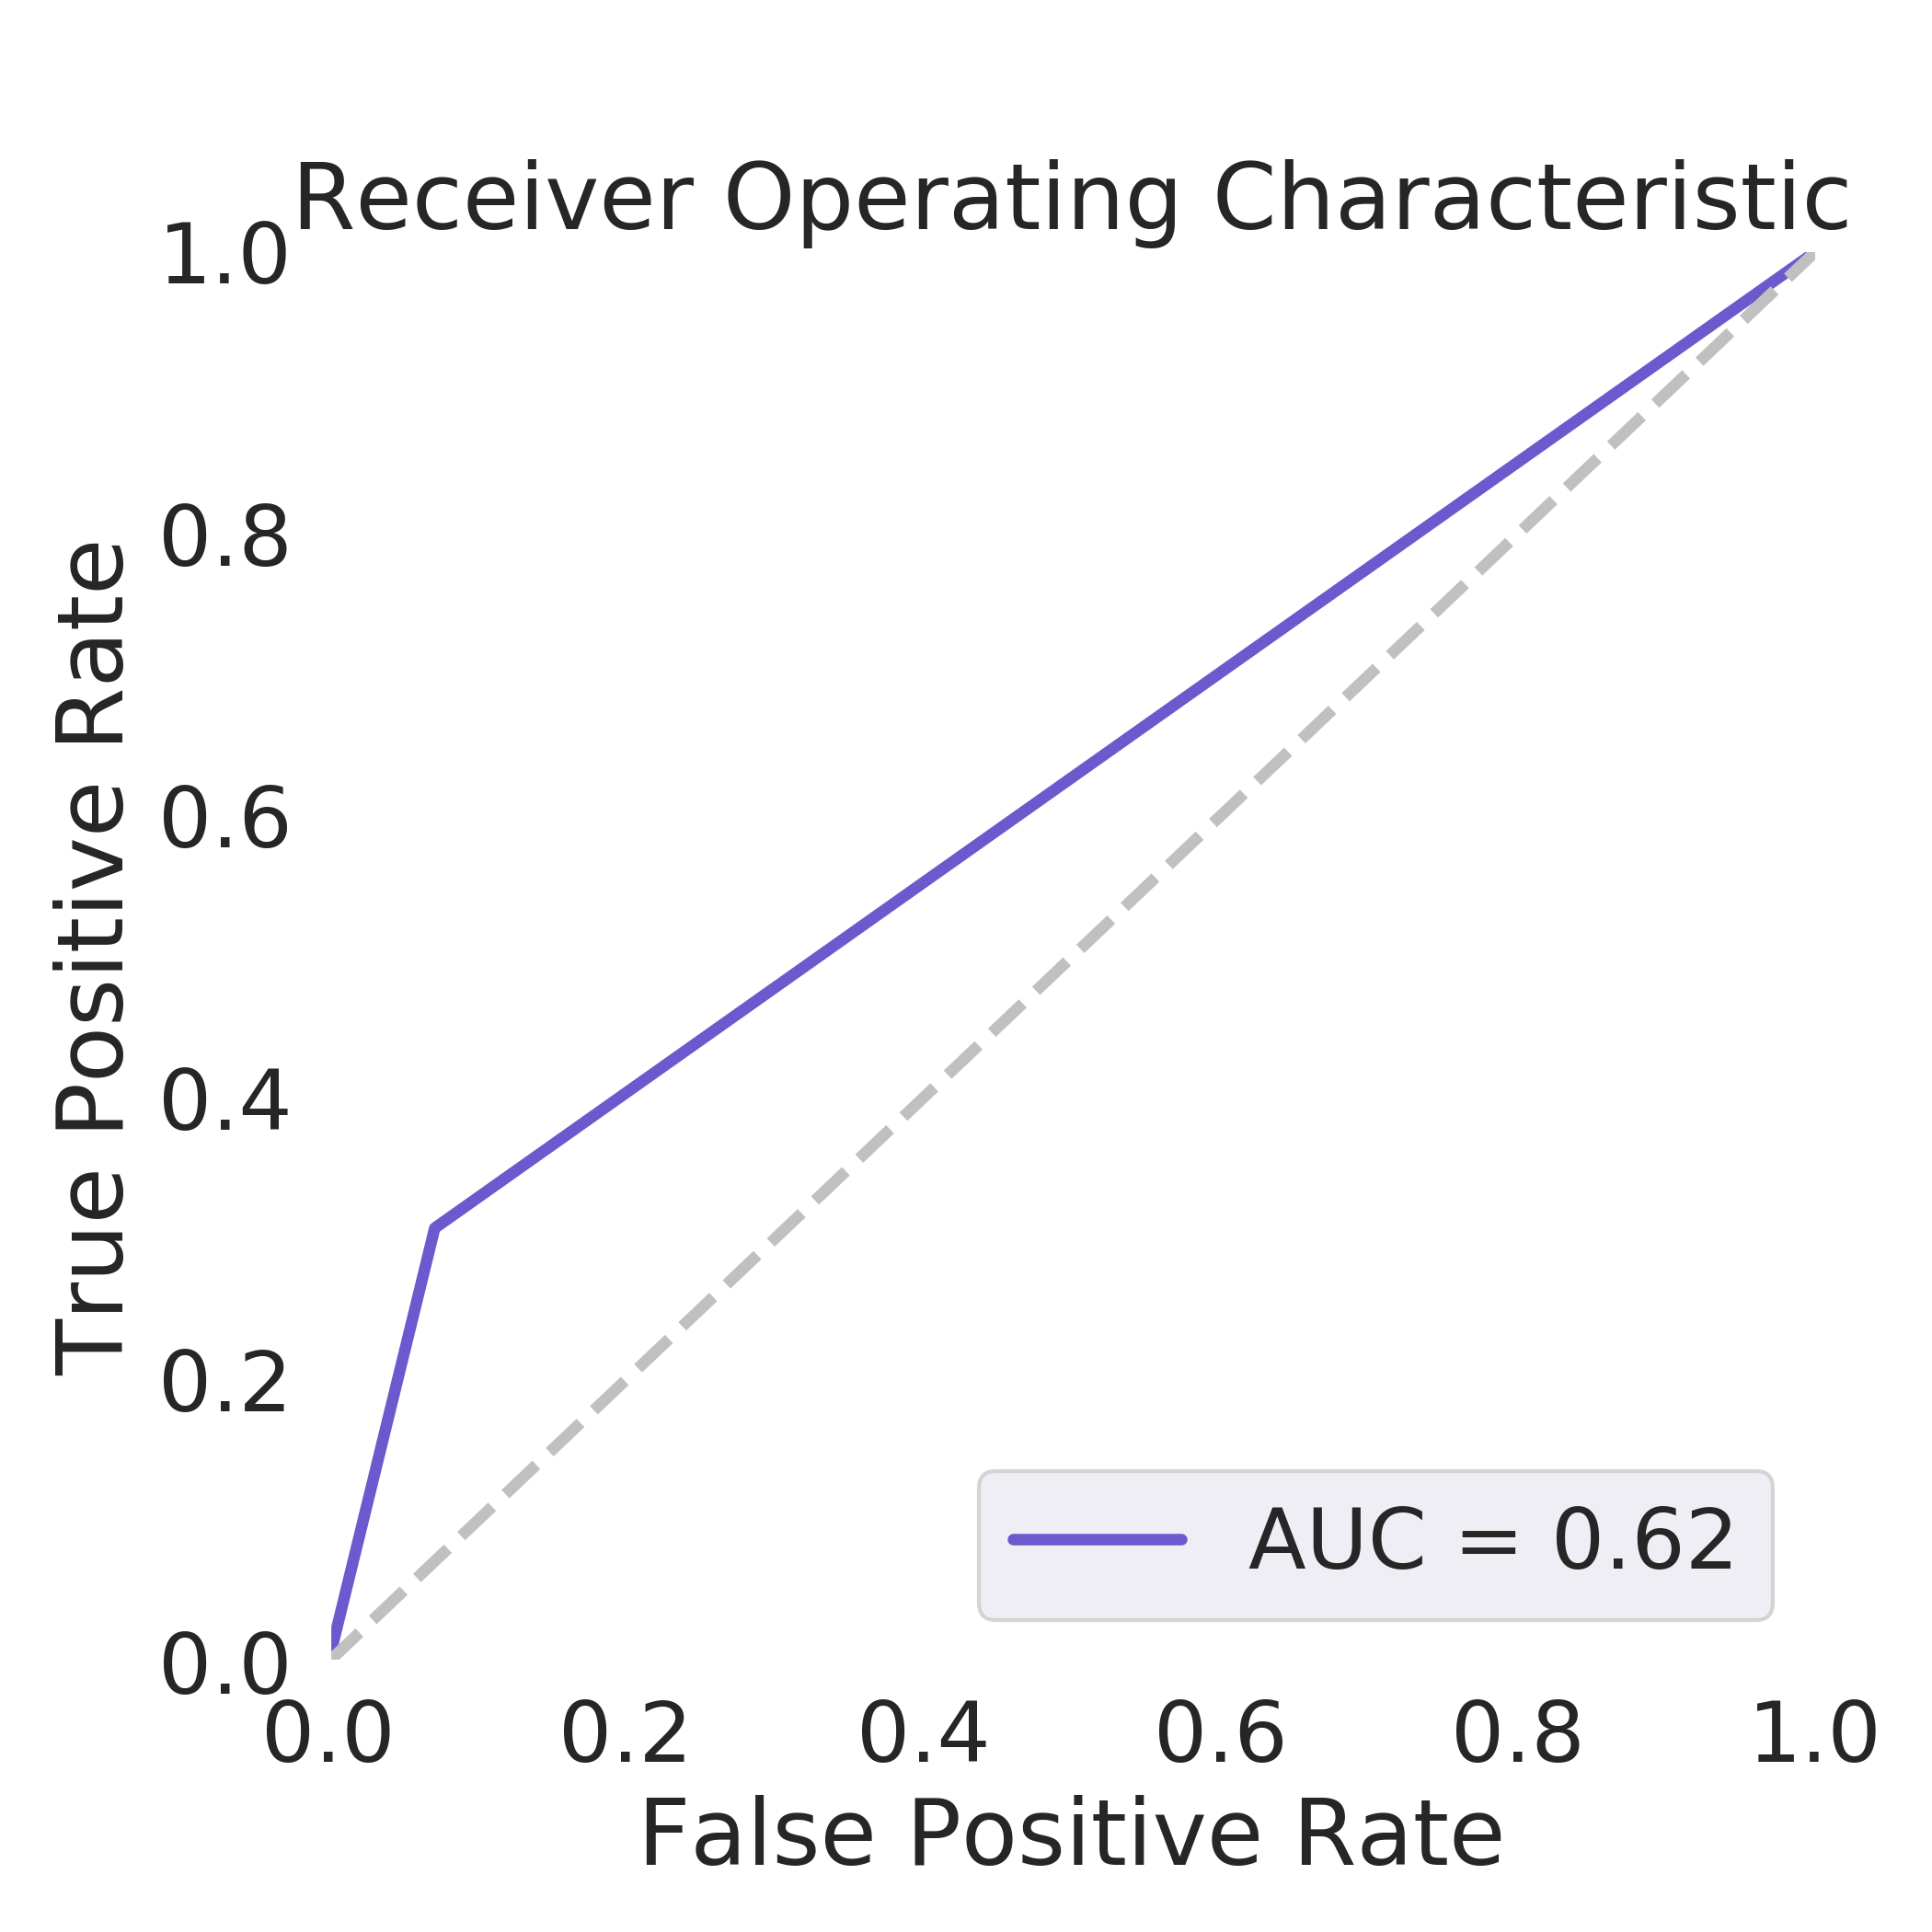 Receiver Operating Characteristic
1.0
0.8
0.6
0.4
0.2
0.0
True Positive Rate
AUC = 0.62
0.0 0.2 0.4 0.6 0.8 1.0
False Positive Rate